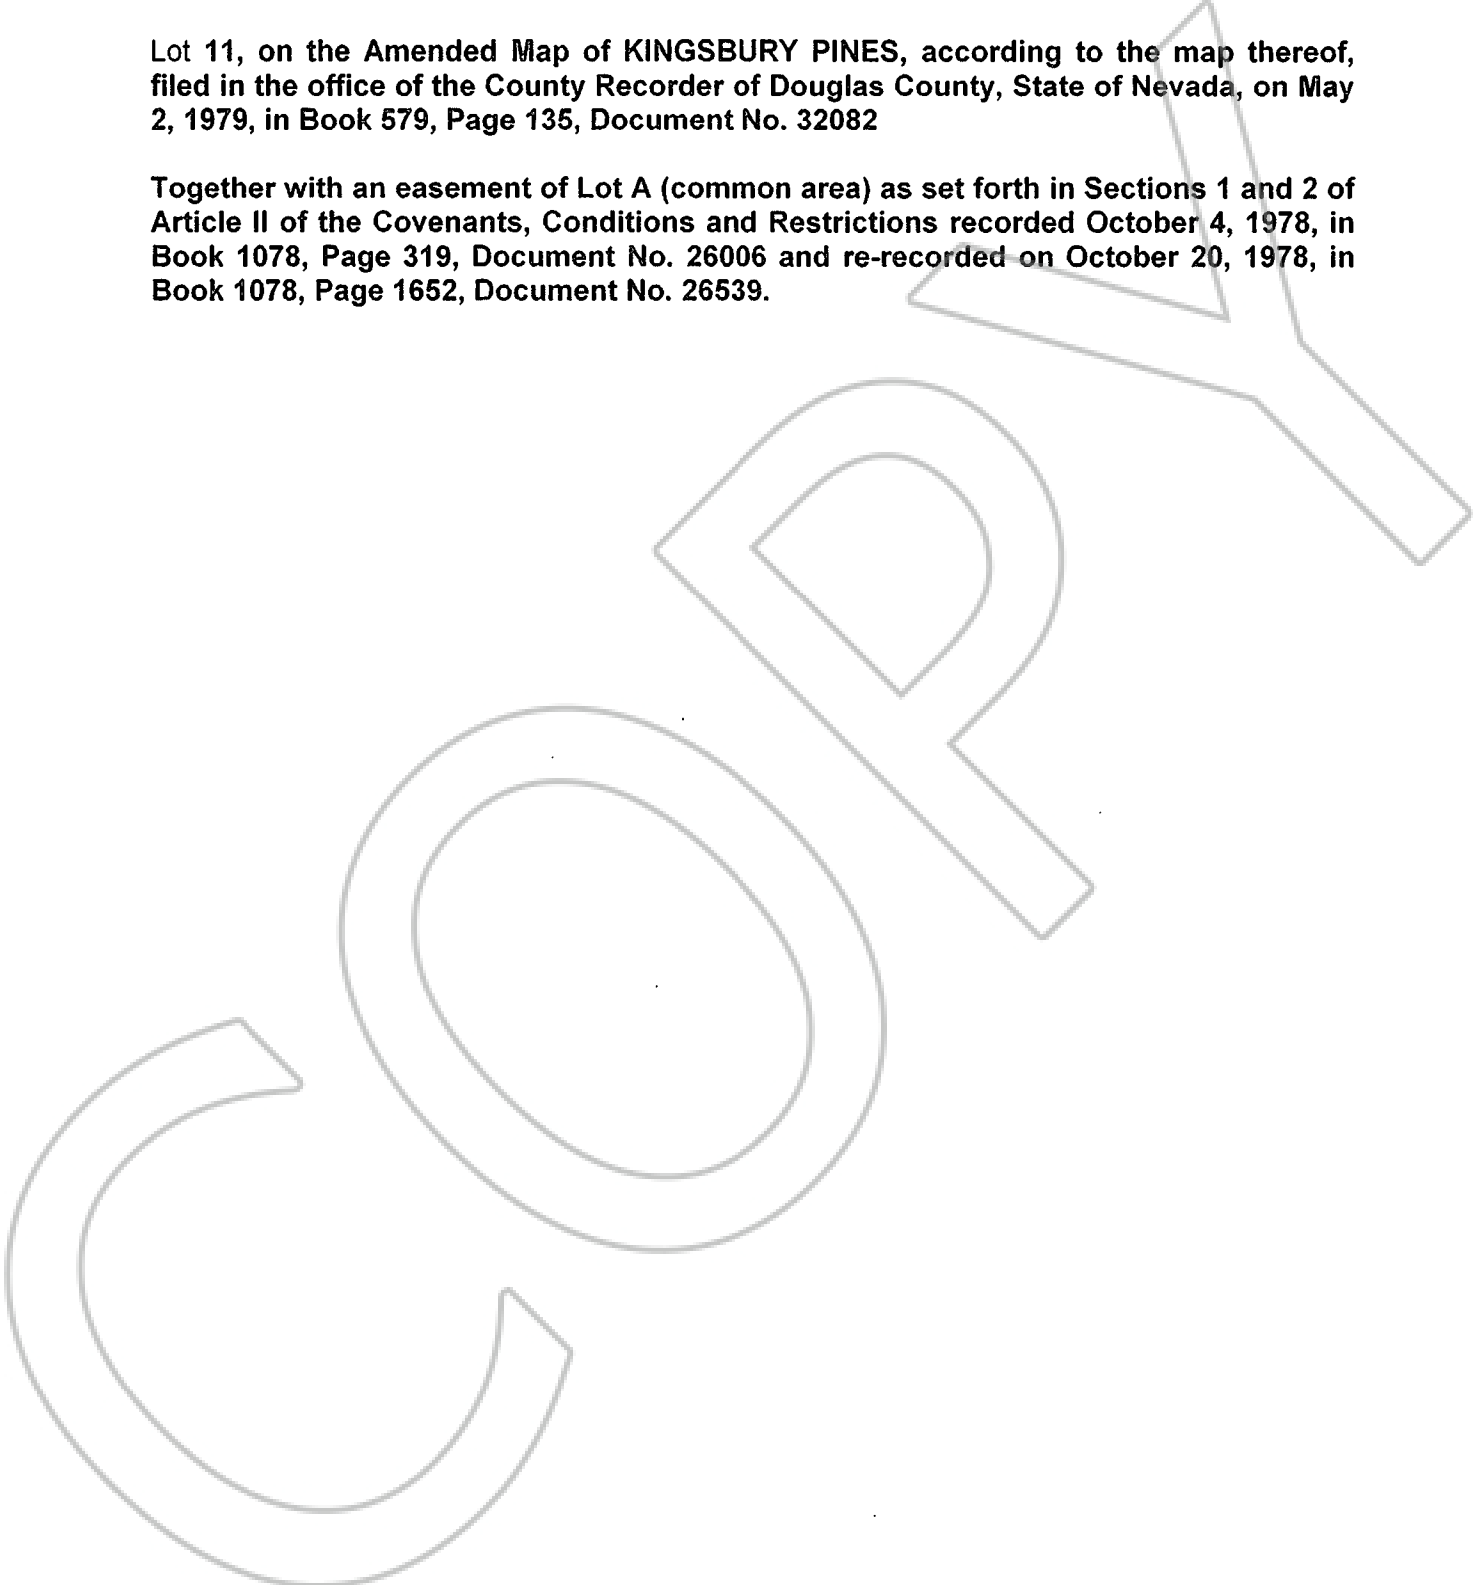 Lot 11, on the Amended Map of KINGSBURY PINES, according to the map thereof,
filed in the office of the County Recorder of Douglas County, State of Nevada, on May
2, 1979, in Book 579, Page 135, Document No. 32082
Together with an easement of Lot A (common area) as set forth in Sections 1 and 2 of
Article II of the Covenants, Conditions and Restrictions recorded October 4, 1978, in
Book 1078, Page 319, Document No. 26006 and re-recorded on October 20, 1978, in
Book 1078, Page 1652, Document No. 26539.
COPY